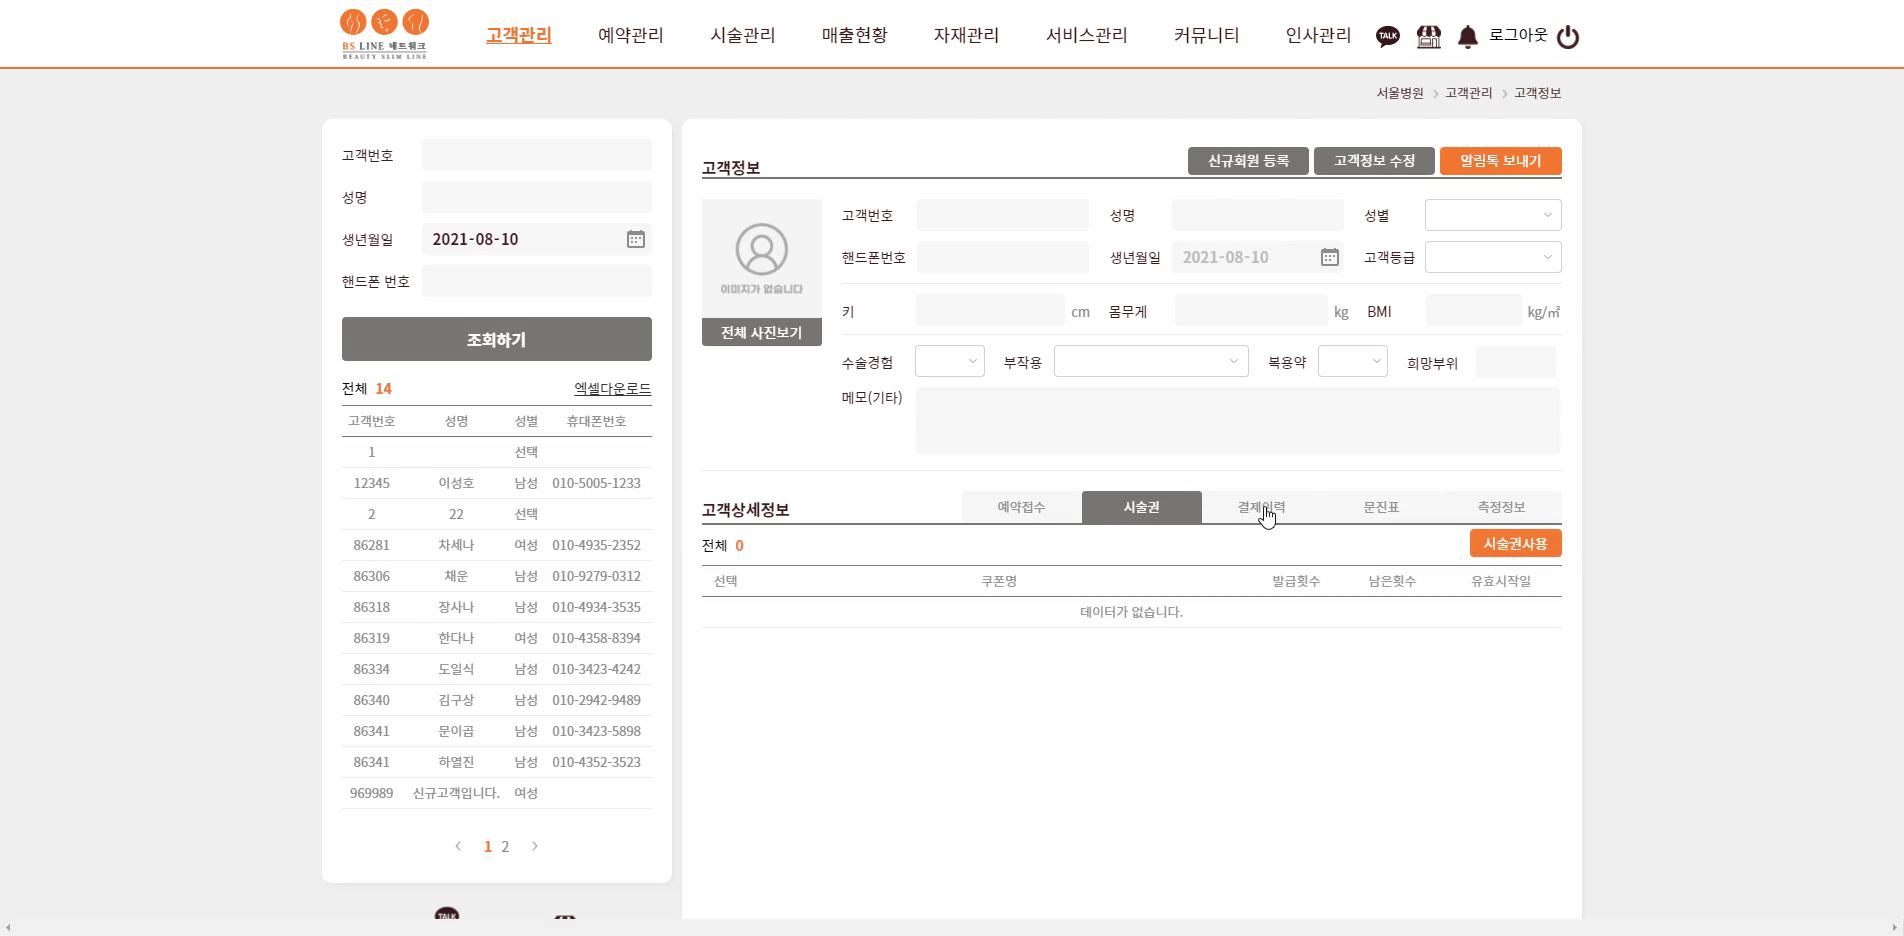 BS LINE 네트워크
BEAUTY SLIM LINE
고객관리 예약관리 시술관리 매출현황 자재관리 서비스관리 커뮤니티 인사관리 TALK 로그아웃
서울병원 > 고객관리 > 고객정보
고객번호
성명
생년월일 2021-08-10
핸드폰 번호
조회하기
전체 14 엑셀다운로드
고객번호 성명 성별 휴대폰번호
1 선택
12345 이성호 남성 010-5005-1233
2 22 선택
86281 차세나 여성 010-4935-2352
86306 채운 남성 010-9279-0312
86318 장사나 남성 010-4934-3535
86319 한다나 여성 010-4358-8394
86334 도일식 남성 010-3423-4242
86340 김구상 남성 010-2942-9489
86341 문이곱 남성 010-3423-5898
86341 하열진 남성 010-4352-3523
969989 신규고객입니다. 여성
< 1 2 >
TALK
고객정보 신규회원 등록 고객정보 수정 알림톡 보내기
이미지가 없습니다
전체 사진보기
고객번호 성명 성별
핸드폰번호 생년월일 2021-08-10 고객등급
키 cm 몸무게 kg BMI kg/㎡
수술경험 부작용 복용약 희망부위
메모(기타)
고객상세정보 예약접수 시술권 결제이력 문진표 측정정보
전체 0 시술권사용
선택 쿠폰명 발급횟수 남은횟수 유효시작일
데이터가 없습니다.